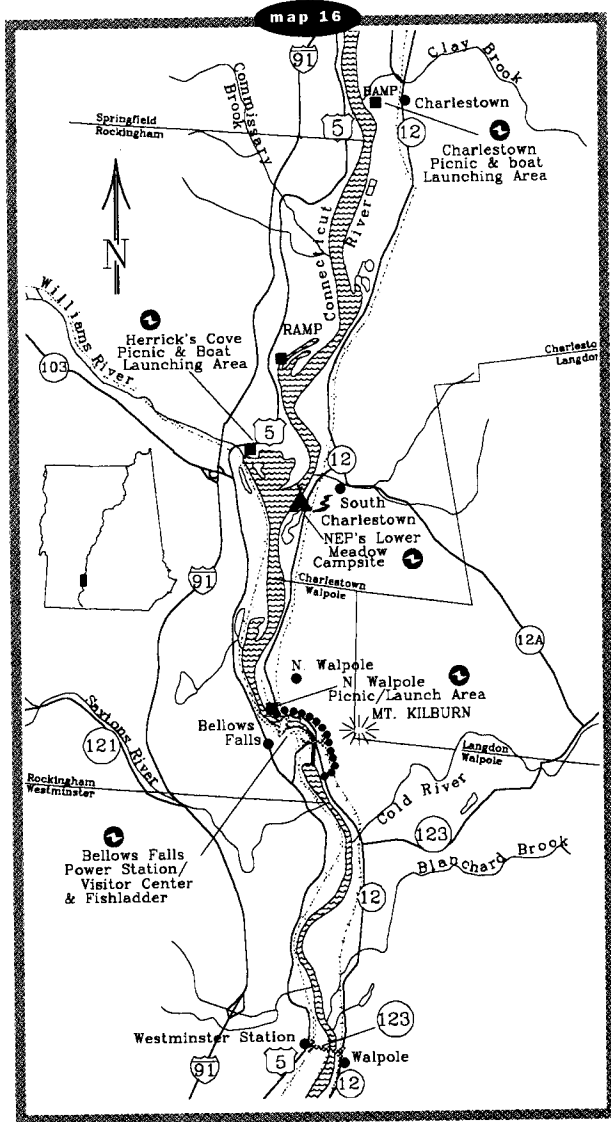 map 16
91
Clay Brook
Commissary
Brook
RAMP
Charlestown
5
12
Springfield
Rockingham
Charlestown
Picnic & boat
Launching Area
N
Connecticut
River
Williams River
Herrick's Cove
Picnic & Boat
Launching Area
RAMP
103
Charlesto
Langdon
5
12
South
Charlestown
NEP's Lower
Meadow
Campsite
91
Charlestown
Walpole
12A
N. Walpole
N. Walpole
Picnic/Launch Area
MT. KILBURN
Saxtons River
121
Bellows
Falls
Langdon
Walpole
Rockingham
Westminster
Cold River
123
Bellows Falls
Power Station/
Visitor Center
& Fishladder
Blanchard Brook
12
123
Westminster Station
5
Walpole
91
12